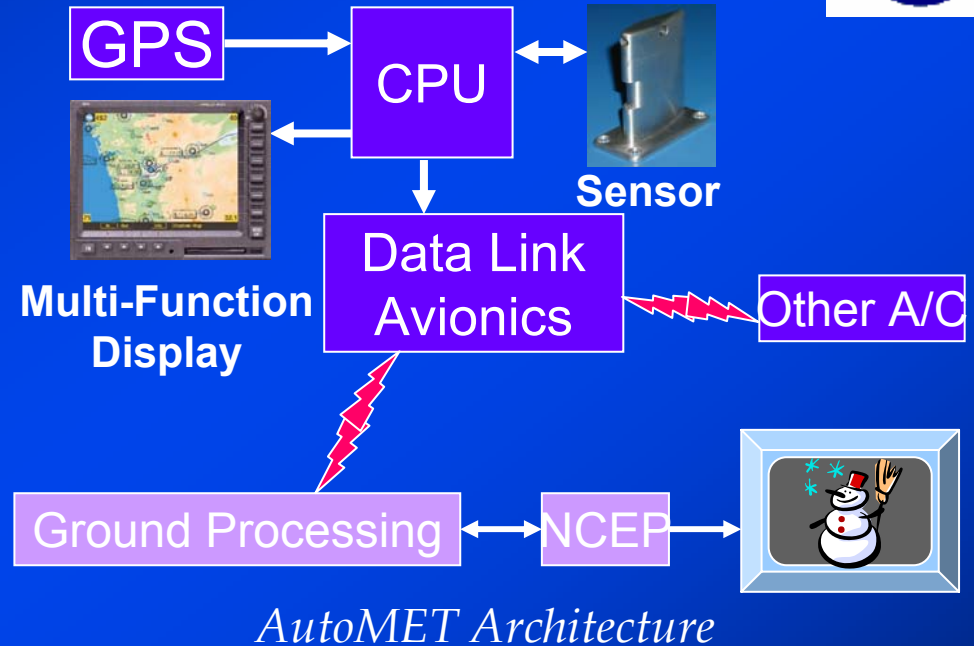 GPS
CPU
Sensor
Multi-Function
Display
Data Link
Avionics
Other A/C
Ground Processing
NCEP
AutoMET Architecture